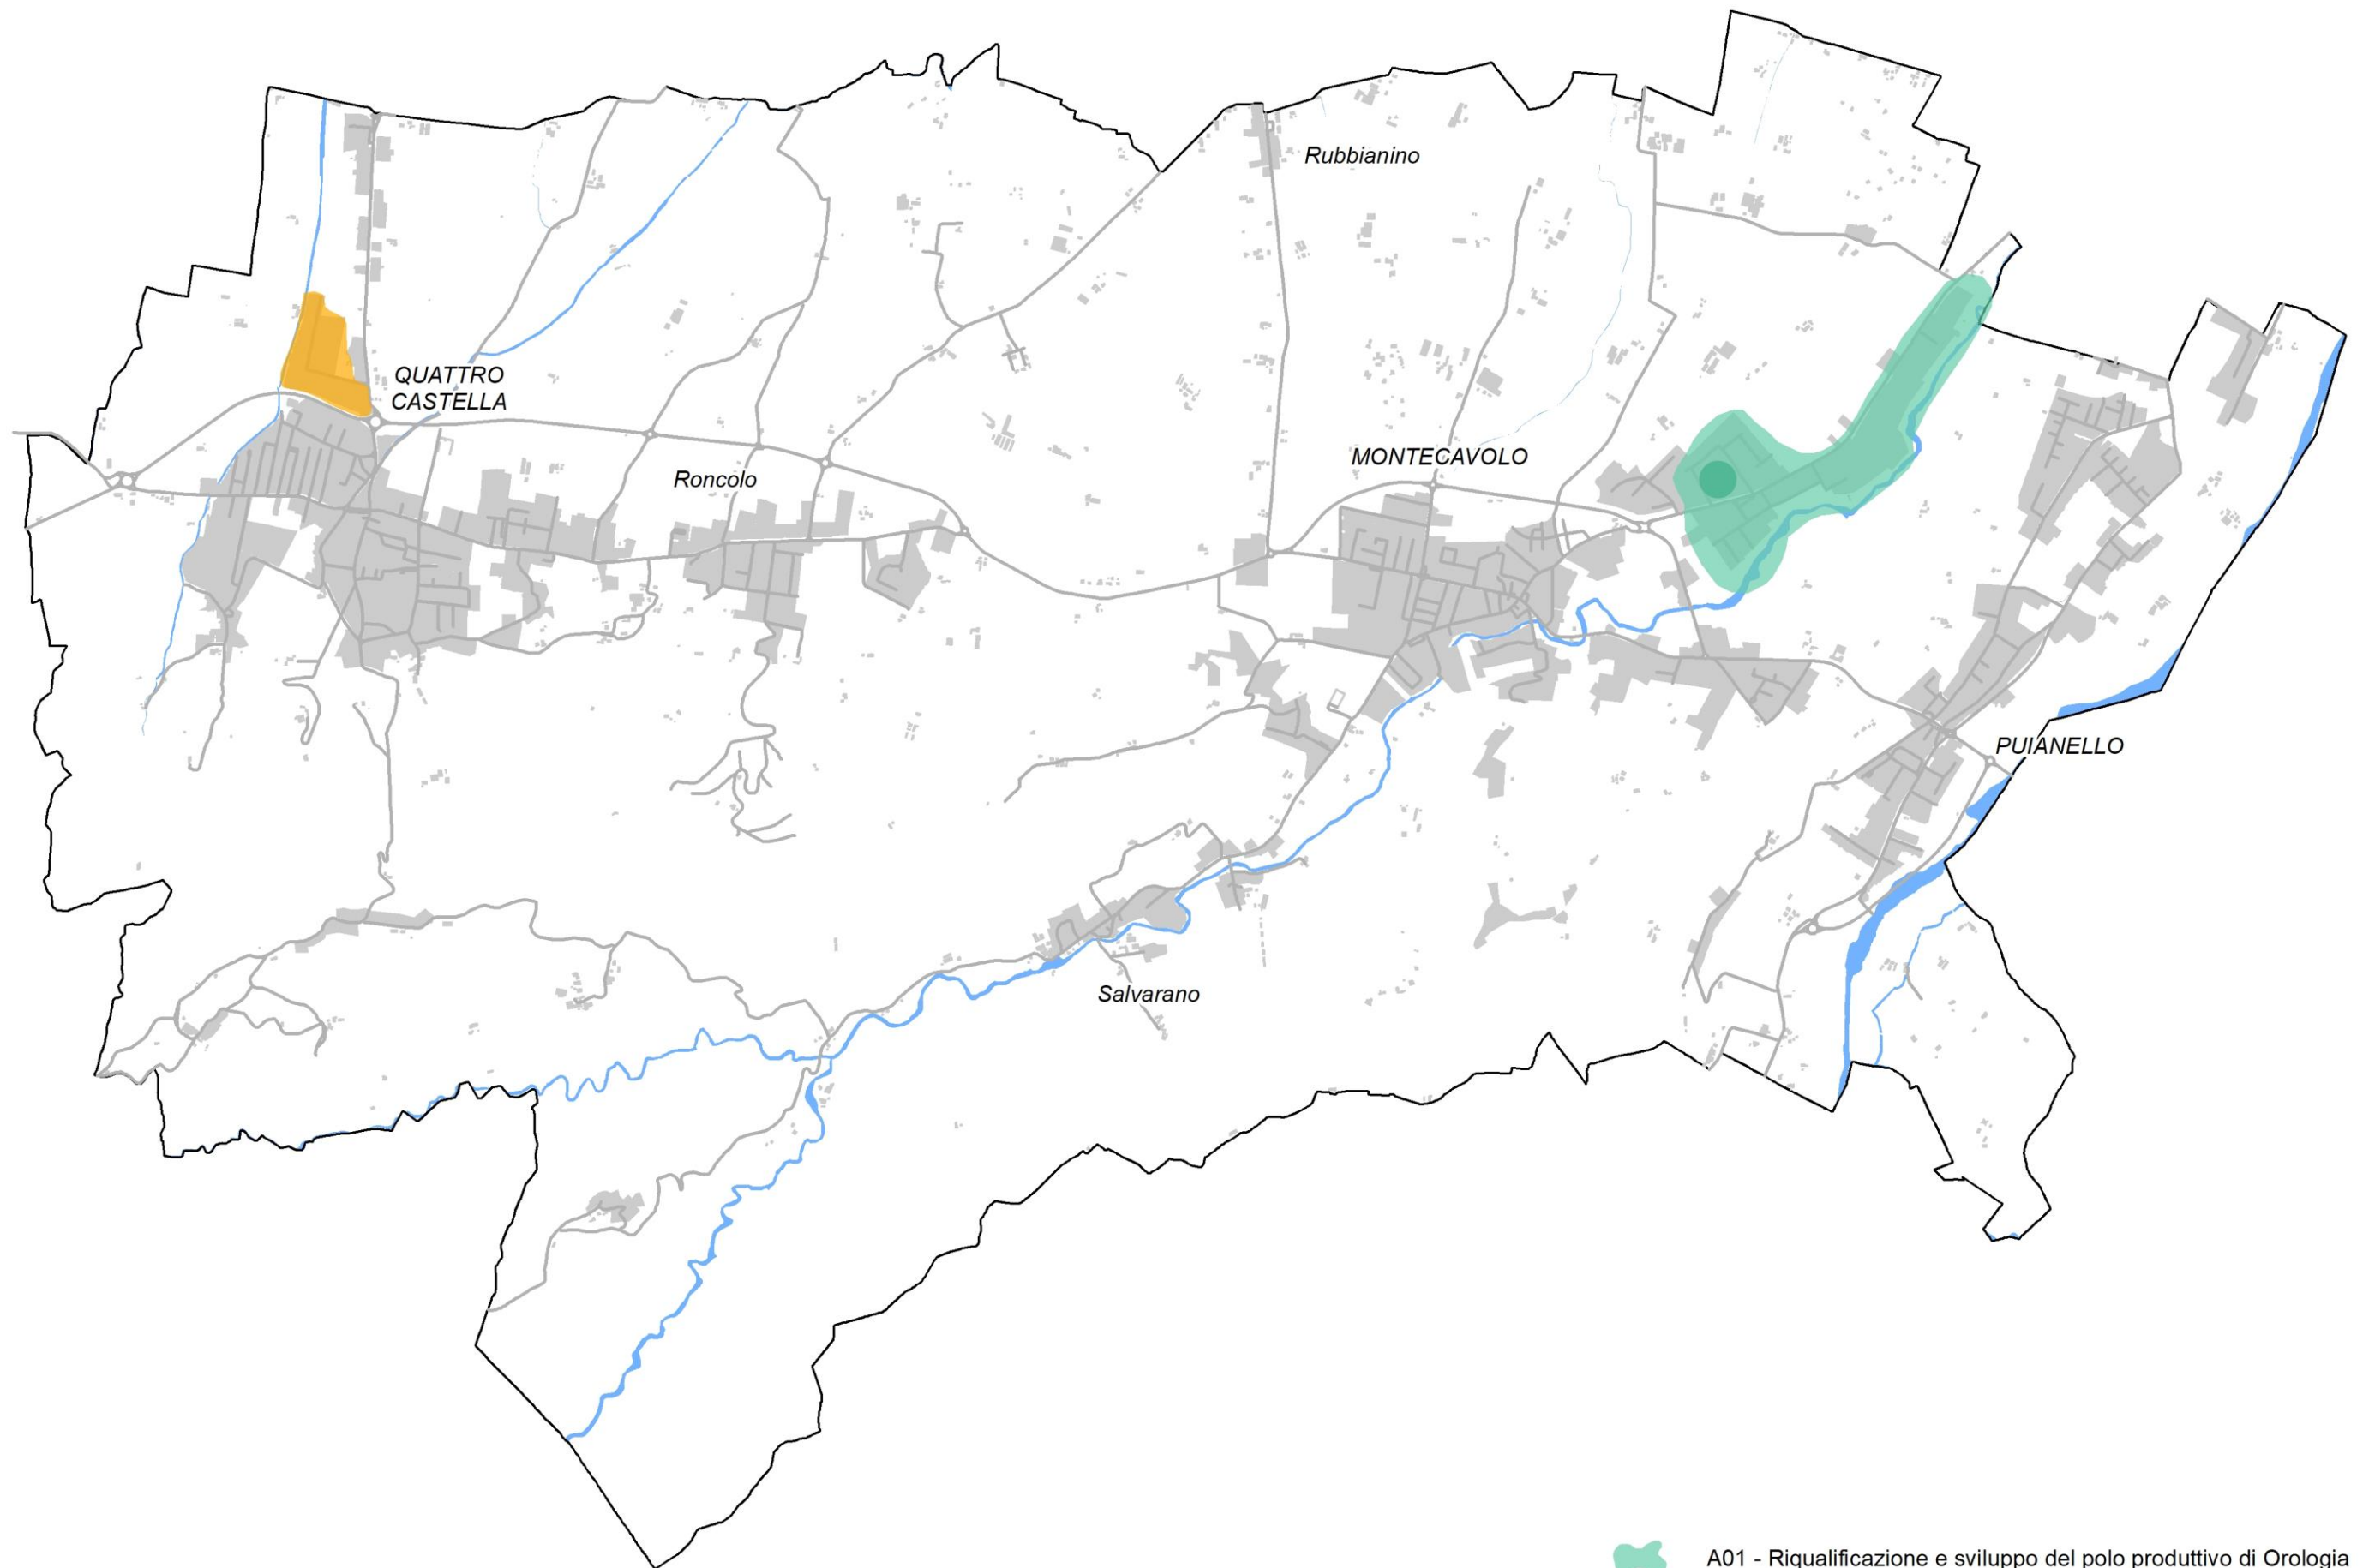 Rubbianino
QUATTRO
CASTELLA
MONTECAVOLO
Roncolo
PUIANELLO
Salvarano
A01 - Riqualificazione e sviluppo del polo produttivo di Orologia